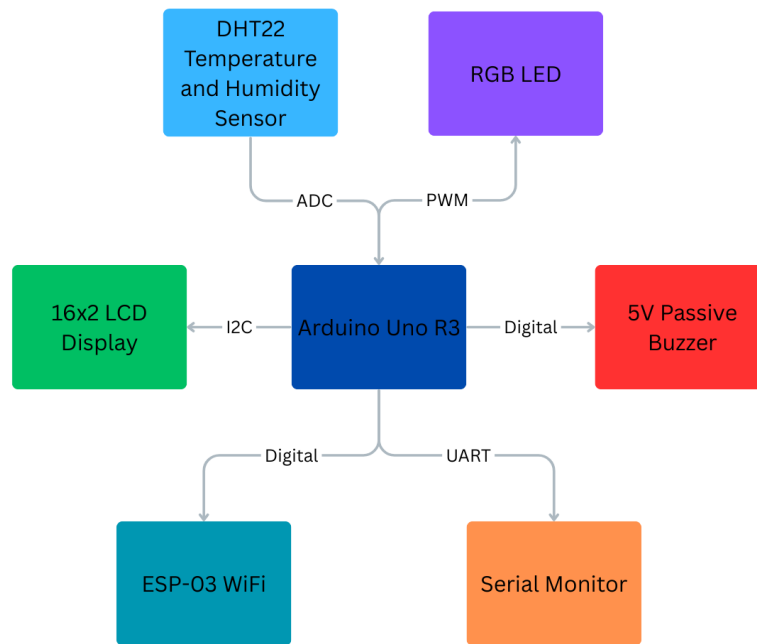 DHT22
Temperature
and Humidity
Sensor
RGB LED
ADC
PWM
16x2 LCD
Display
I2C
Arduino Uno R3
Digital
5V Passive
Buzzer
Digital
UART
ESP-03 WiFi
Serial Monitor